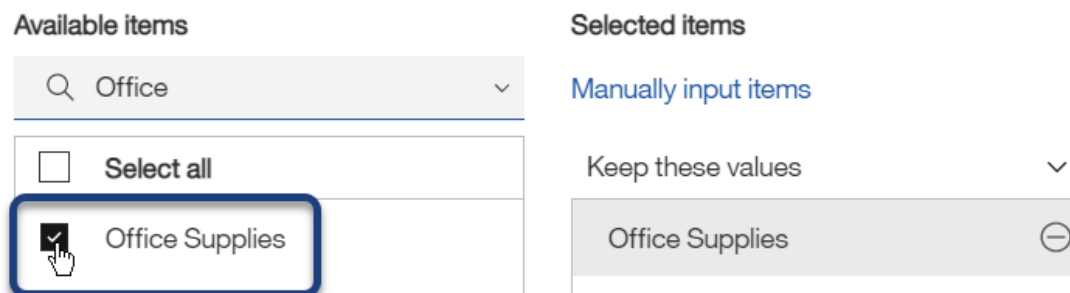 Available items
Office
Select all
Office Supplies
Selected items
Manually input items
Keep these values
Office Supplies